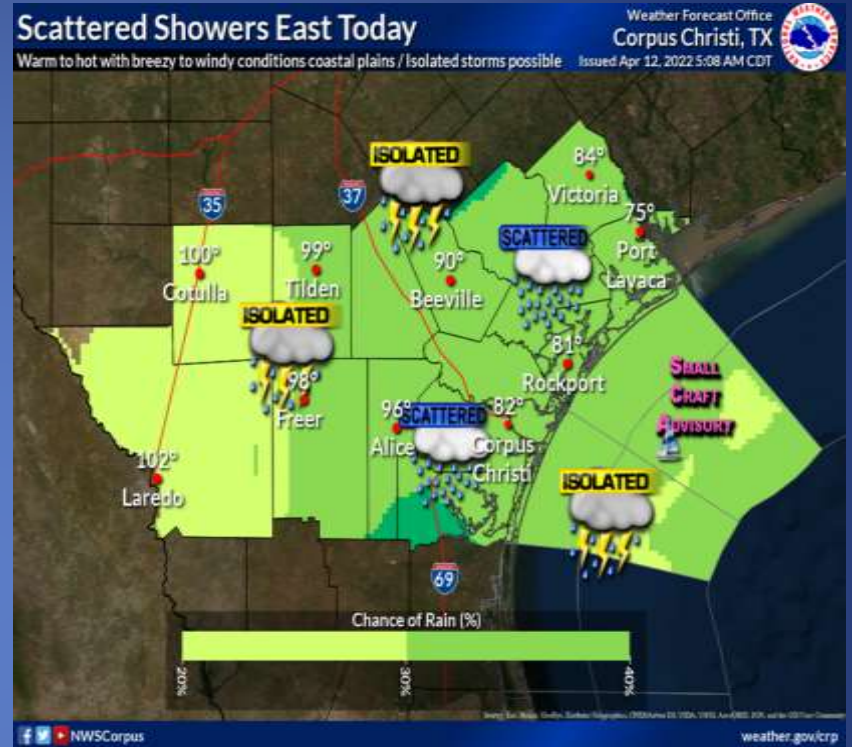 Scattered Showers East Today
Warm to hot with breezy to windy conditions coastal plains / Isolated storms possible
Weather Forecast Office
Corpus Christi, TX
Issued Apr 12, 2022 5:08 AM CDT
ISOLATED
84°
Victoria
35
37
75°
Port
Lavaca
SCATTERED
100°
Cotulla
99°
Tilden
90°
Beeville
ISOLATED
98°
Freer
81°
Rockport
SMALL
CRAFT
ADVISORY
96°
Alice
SCATTERED
82°
Corpus
Christi
102°
Laredo
ISOLATED
69
Chance of Rain (%)
20%
30%
40%
NWSCorpus
weather.gov/crp